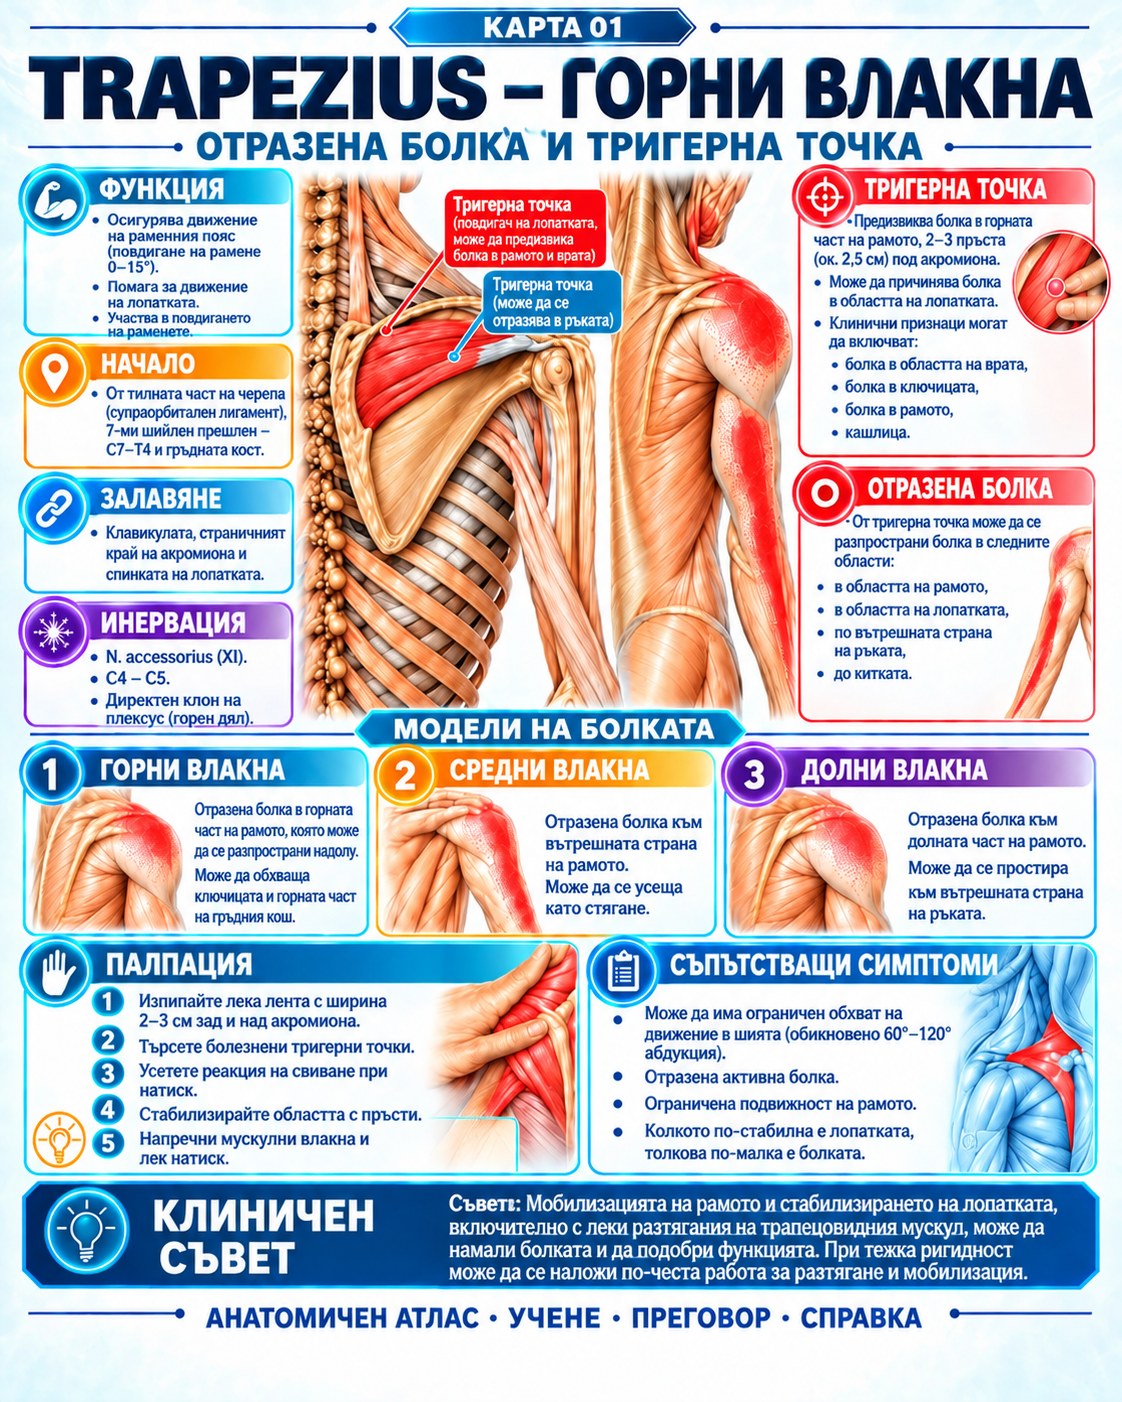 КАРТА 01
TRAPEZIUS – ГОРНИ ВЛАКНА
ОТРАЗЕНА БОЛКА И ТРИГЕРНА ТОЧКА
ФУНКЦИЯ
• Осигурява движение
на раменния пояс
(повдигане на рамене
0–15°).
• Помага за движение
на лопатката.
• Участва в повдигането
на раменете.
НАЧАЛО
• От тилната част на черепа
(супраорбитален лигамент),
7-ми шийлен прешлен –
C7–T4 и гръдната кост.
ЗАЛАВЯНЕ
• Клавикулата, страничният
край на акромиона и
спинката на лопатката.
ИНЕРВАЦИЯ
• N. accessorius (XI).
• C4 – C5.
• Директен клон на
плексус (горен дял).
Тригерна точка
(повдигач на лопатката,
може да предизвика
болка в рамото и врата)
Тригерна точка
(може да се
отразява в ръката)
ТРИГЕРНА ТОЧКА
• Предизвиква болка в горната
част на рамото, 2–3 пръста
(ок. 2,5 см) под акромиона.
• Може да причинява болка
в областта на лопатката.
• Клинични признаци могат
да включват:
• болка в областта на врата,
• болка в ключицата,
• болка в рамото,
• кашлица.
ОТРАЗЕНА БОЛКА
• От тригерна точка може да се
разпространи болка в следните
области:
• в областта на рамото,
• в областта на лопатката,
• по вътрешната страна
на ръката,
• до китката.
МОДЕЛИ НА БОЛКАТА
1 ГОРНИ ВЛАКНА
Отразена болка в горната
част на рамото, която може
да се разпространи надолу.
Може да обхваща
ключицата и горната част
на гръдния кош.
2 СРЕДНИ ВЛАКНА
Отразена болка към
вътрешната страна
на рамото.
Може да се усеща
като стягане.
3 ДОЛНИ ВЛАКНА
Отразена болка към
долната част на рамото.
Може да се простира
към вътрешната страна
на ръката.
ПАЛПАЦИЯ
1 Изпипайте лека лента с ширина
2–3 см зад и над акромиона.
2 Търсете болезнени тригерни точки.
3 Усетете реакция на свиване при
натиск.
4 Стабилизирайте областта с пръсти.
5 Напречни мускулни влакна и
лек натиск.
СЪПЪТСТВАЩИ СИМПТОМИ
• Може да има ограничен обхват на
движение в шията (обикновено 60°–120°
абдукция).
• Отразена активна болка.
• Ограничена подвижност на рамото.
• Колкото по-стабилна е лопатката,
толкова по-малка е болката.
КЛИНИЧЕН
СЪВЕТ
Мобилизацията на рамото и стабилизирането на лопатката,
включително с леки разтягания на трапецовидния мускул, може да
намали болката и да подобри функцията. При тежка ригидност
може да се наложи по-честа работа за разтягане и мобилизация.
АНАТОМИЧЕН АТЛАС • УЧЕНЕ • ПРЕГОВОР • СПРАВКА